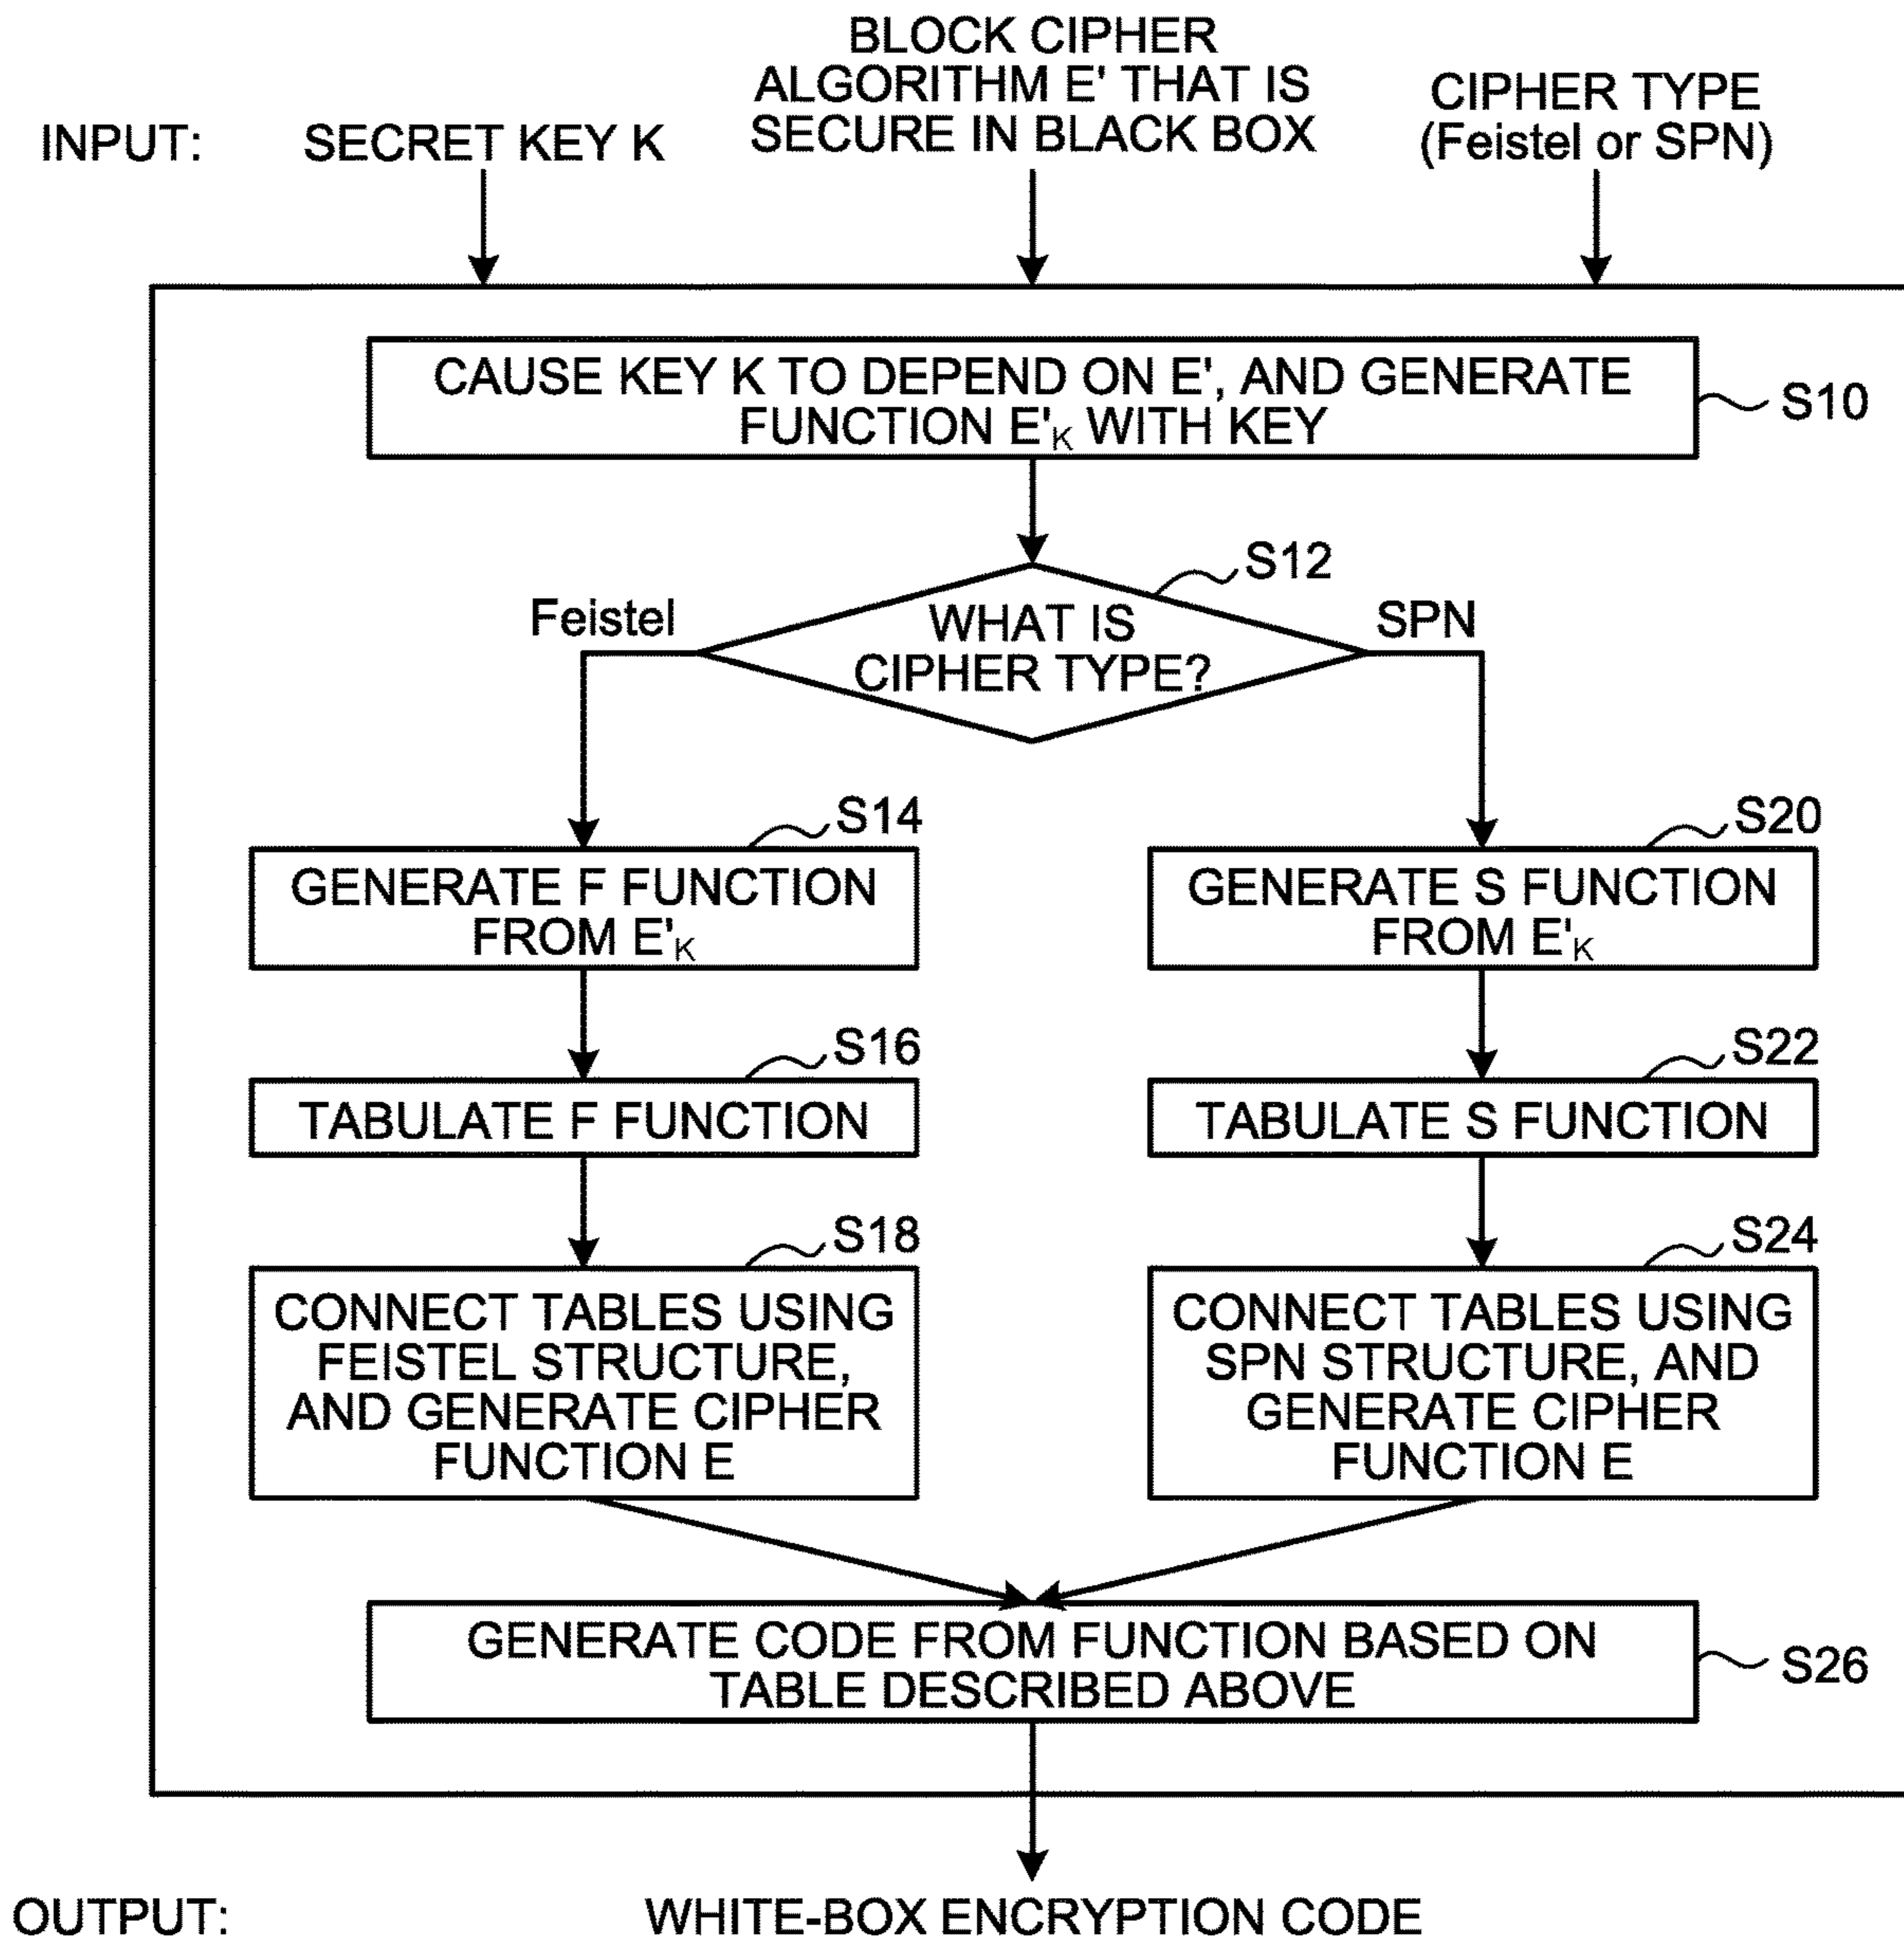 INPUT:
SECRET KEY K
BLOCK CIPHER
ALGORITHM E' THAT IS
SECURE IN BLACK BOX
CIPHER TYPE
(Feistel or SPN)
CAUSE KEY K TO DEPEND ON E', AND GENERATE
FUNCTION E'K WITH KEY
S10
S12
WHAT IS
CIPHER TYPE?
Feistel
SPN
S14
GENERATE F FUNCTION
FROM E'K
S16
TABULATE F FUNCTION
S18
CONNECT TABLES USING
FEISTEL STRUCTURE,
AND GENERATE CIPHER
FUNCTION E
S20
GENERATE S FUNCTION
FROM E'K
S22
TABULATE S FUNCTION
S24
CONNECT TABLES USING
SPN STRUCTURE, AND
GENERATE CIPHER
FUNCTION E
GENERATE CODE FROM FUNCTION BASED ON
TABLE DESCRIBED ABOVE
S26
OUTPUT:
WHITE-BOX ENCRYPTION CODE